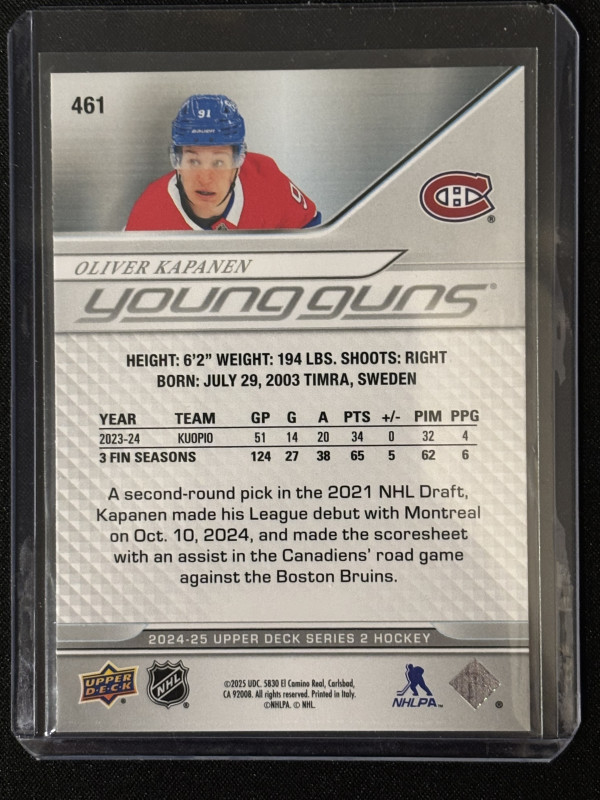 461
91
BAUER
9
CH
®
OLIVER KAPANEN
young guns®
HEIGHT: 6'2" WEIGHT: 194 LBS. SHOOTS: RIGHT
BORN: JULY 29, 2003 TIMRA, SWEDEN
YEAR TEAM GP G A PTS +/- PIM PPG
2023-24 KUOPIO 51 14 20 34 0 32 4
3 FIN SEASONS 124 27 38 65 5 62 6
A second-round pick in the 2021 NHL Draft,
Kapanen made his League debut with Montreal
on Oct. 10, 2024, and made the scoresheet
with an assist in the Canadiens' road game
against the Boston Bruins.
2024-25 UPPER DECK SERIES 2 HOCKEY
UPPER
D·E·C·K
®
NHL
®
©2025 UDC. 5830 El Camino Real, Carlsbad,
CA 92008. All rights reserved. Printed in Italy.
©NHLPA. © NHL.
NHLPA™
®